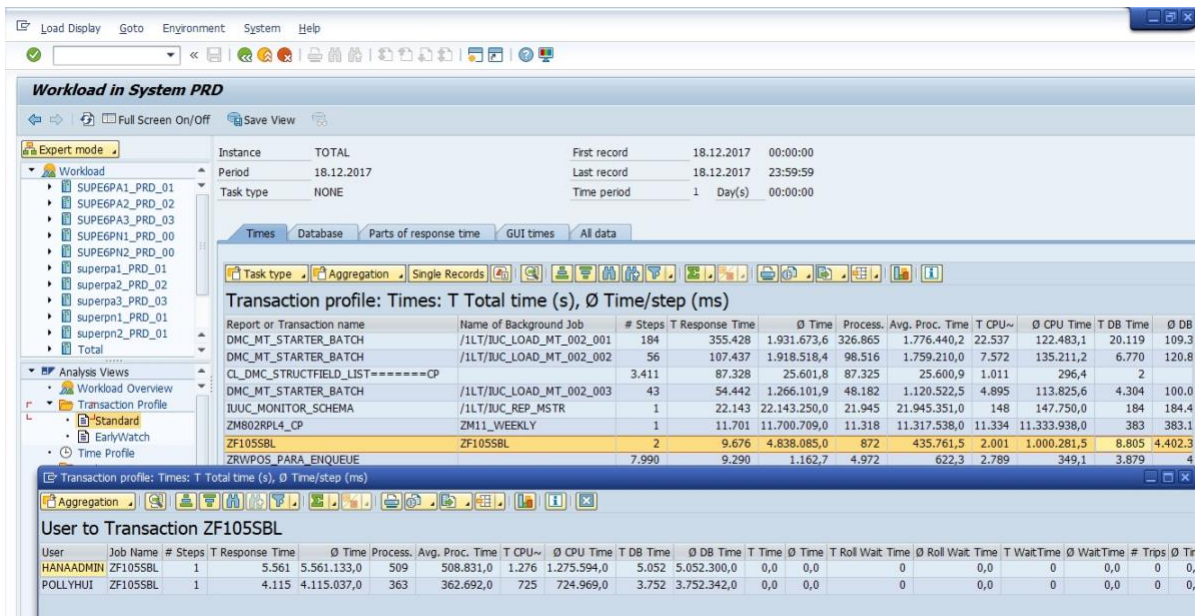 Load Display Goto Environment System Help
Workload in System PRD
Full Screen On/Off Save View
Expert mode
Workload
SUPE6PA1_PRD_01
SUPE6PA2_PRD_02
SUPE6PA3_PRD_03
SUPE6PN1_PRD_00
SUPE6PN2_PRD_00
superpa1_PRD_01
superpa2_PRD_02
superpa3_PRD_03
superpn1_PRD_01
superpn2_PRD_01
Total
Analysis Views
Workload Overview
Transaction Profile
Standard
EarlyWatch
Time Profile
Instance TOTAL First record 18.12.2017 00:00:00
Period 18.12.2017 Last record 18.12.2017 23:59:59
Task type NONE Time period 1 Day(s) 00:00:00
Times Database Parts of response time GUI times All data
Task type Aggregation Single Records
Transaction profile: Times: T Total time (s), Ø Time/step (ms)
Report or Transaction name Name of Background Job # Steps T Response Time Ø Time Process. Avg. Proc. Time T CPU~ Ø CPU Time T DB Time Ø DB
DMC_MT_STARTER_BATCH /1LT/IUC_LOAD_MT_002_001 184 355.428 1.931.673,6 326.865 1.776.440,2 22.537 122.483,1 20.119 109.3
DMC_MT_STARTER_BATCH /1LT/IUC_LOAD_MT_002_002 56 107.437 1.918.518,4 98.516 1.759.210,0 7.572 135.211,2 6.770 120.8
CL_DMC_STRUCTFIELD_LIST=======CP 3.411 87.328 25.601,8 87.325 25.600,9 1.011 296,4 2
DMC_MT_STARTER_BATCH /1LT/IUC_LOAD_MT_002_003 43 54.442 1.266.101,9 48.182 1.120.522,5 4.895 113.825,6 4.304 100.0
IUUC_MONITOR_SCHEMA /1LT/IUC_REP_MSTR 1 22.143 22.143.250,0 21.945 21.945.351,0 148 147.750,0 184 184.4
ZM802RPL4_CP ZM11_WEEKLY 1 11.701 11.700.709,0 11.318 11.317.538,0 11.334 11.333.938,0 383 383.1
ZF105SBL ZF105SBL 2 9.676 4.838.085,0 872 435.761,5 2.001 1.000.281,5 8.805 4.402.3
ZRWPOS_PARA_ENQUEUE 7.990 9.290 1.162,7 4.972 622,3 2.789 349,1 3.879 4
Transaction profile: Times: T Total time (s), Ø Time/step (ms)
Aggregation
User to Transaction ZF105SBL
User Job Name # Steps T Response Time Ø Time Process. Avg. Proc. Time T CPU~ Ø CPU Time T DB Time Ø DB Time T Time Ø Time T Roll Wait Time Ø Roll Wait Time T WaitTime Ø WaitTime # Trips Ø Tir
HANAADMIN ZF105SBL 1 5.561 5.561.133,0 509 508.831,0 1.276 1.275.594,0 5.052 5.052.300,0 0,0 0,0 0 0,0 0 0,0 0 0,
POLLYHUI ZF105SBL 1 4.115 4.115.037,0 363 362.692,0 725 724.969,0 3.752 3.752.342,0 0,0 0,0 0 0,0 0 0,0 0 0,